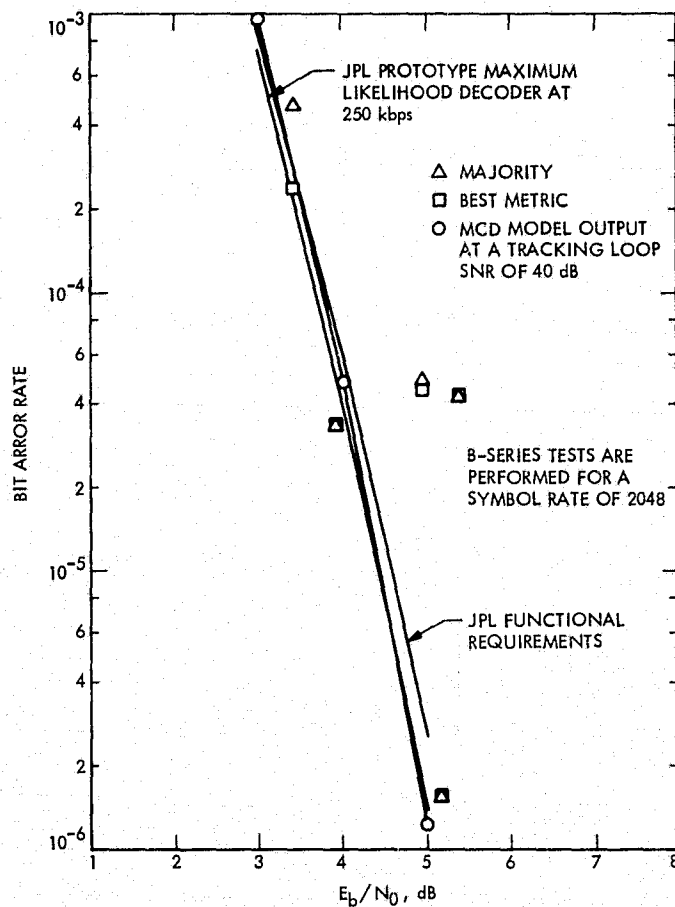 10-3
6
4
2
10-4
6
4
2
10-5
6
4
2
10-6
BIT ARROR RATE
JPL PROTOTYPE MAXIMUM
LIKELIHOOD DECODER AT
250 kbps
△ MAJORITY
□ BEST METRIC
○ MCD MODEL OUTPUT
AT A TRACKING LOOP
SNR OF 40 dB
B-SERIES TESTS ARE
PERFORMED FOR A
SYMBOL RATE OF 2048
JPL FUNCTIONAL
REQUIREMENTS
1 2 3 4 5 6 7 8
Eb/N0, dB